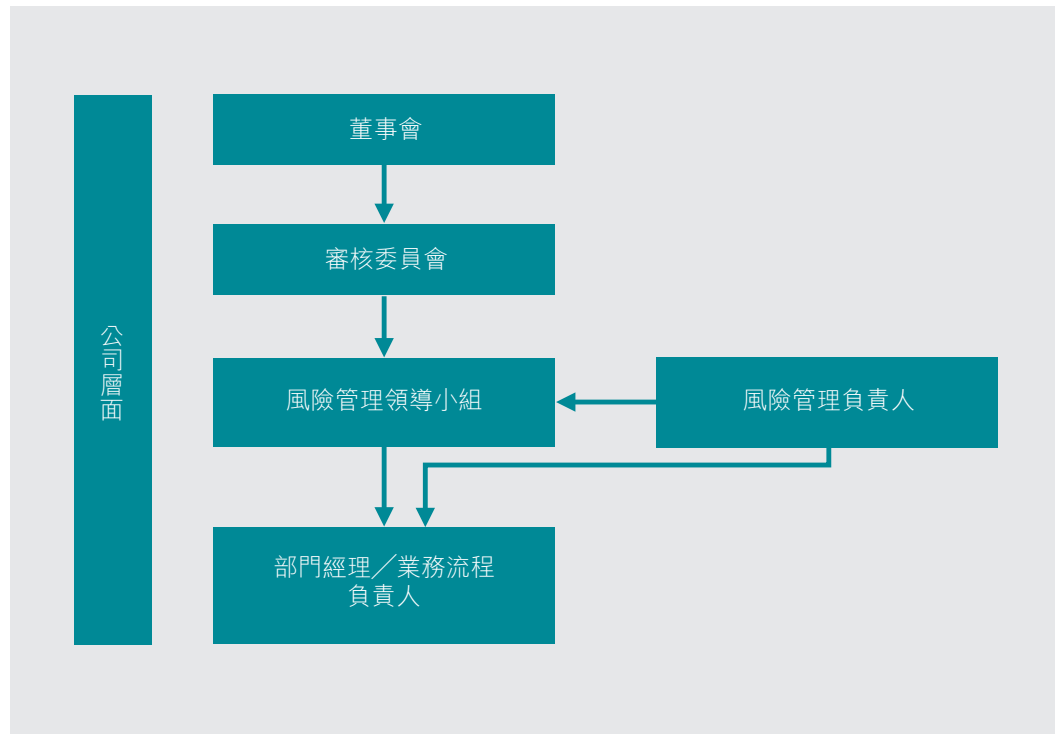 公司層面
董事會
審核委員會
風險管理領導小組
風險管理負責人
部門經理／業務流程
負責人